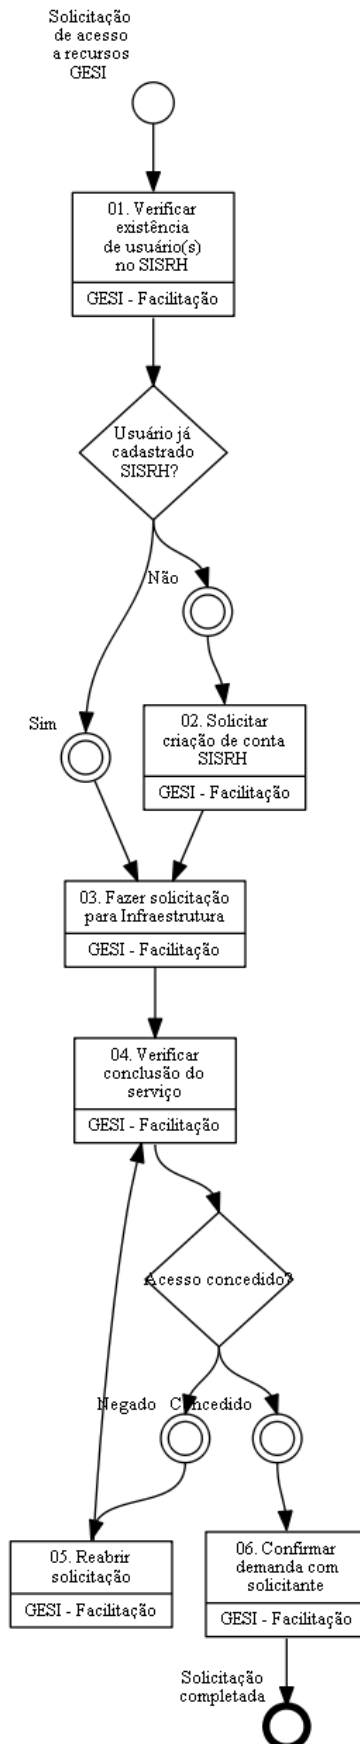 Solicitação
de acesso
a recursos
GESI
01. Verificar
existência
de usuário(s)
no SISRH
GESI - Facilitação
Usuário já
cadastrado
SISRH?
Não
Sim
02. Solicitar
criação de conta
SISRH
GESI - Facilitação
03. Fazer solicitação
para Infraestrutura
GESI - Facilitação
04. Verificar
conclusão do
serviço
GESI - Facilitação
Acesso concedido?
Negado
Concedido
05. Reabrir
solicitação
GESI - Facilitação
06. Confirmar
demanda com
solicitante
GESI - Facilitação
Solicitação
completada